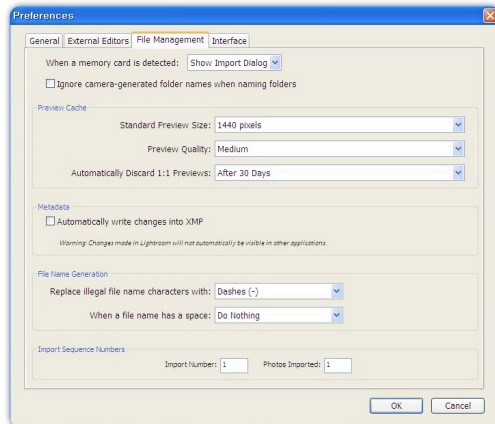 Preferences
General External Editors File Management Interface
When a memory card is detected: Show Import Dialog
Ignore camera-generated folder names when naming folders
Preview Cache
Standard Preview Size: 1440 pixels
Preview Quality: Medium
Automatically Discard 1:1 Previews: After 30 Days
Metadata
Automatically write changes into XMP
Warning: Changes made in Lightroom will not automatically be visible in other applications.
File Name Generation
Replace illegal file name characters with: Dashes (-)
When a file name has a space: Do Nothing
Import Sequence Numbers
Import Number: 1 Photos Imported: 1
OK Cancel